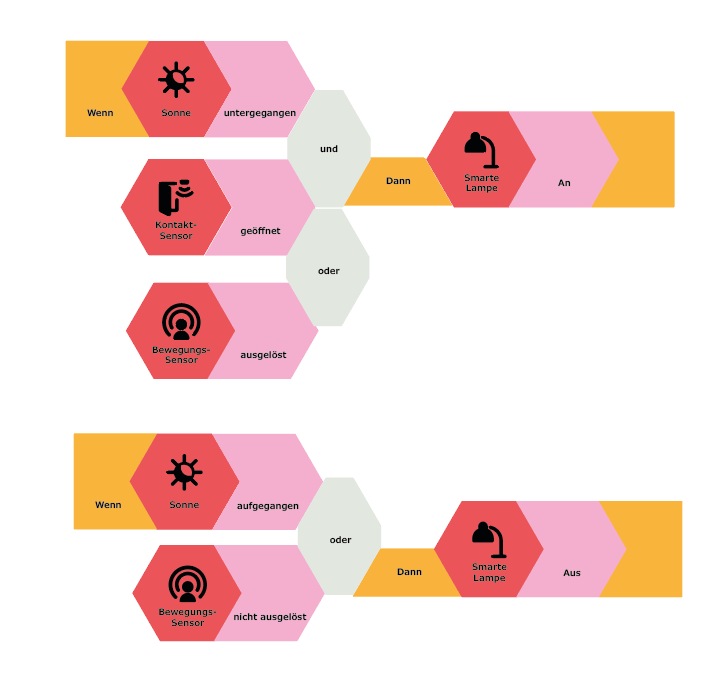 Wenn
Sonne
untergegangen
und
Kontakt-
Sensor
geöffnet
oder
Bewegungs-
Sensor
ausgelöst
Dann
Smarte
Lampe
An
Wenn
Sonne
aufgegangen
oder
Bewegungs-
Sensor
nicht ausgelöst
Dann
Smarte
Lampe
Aus